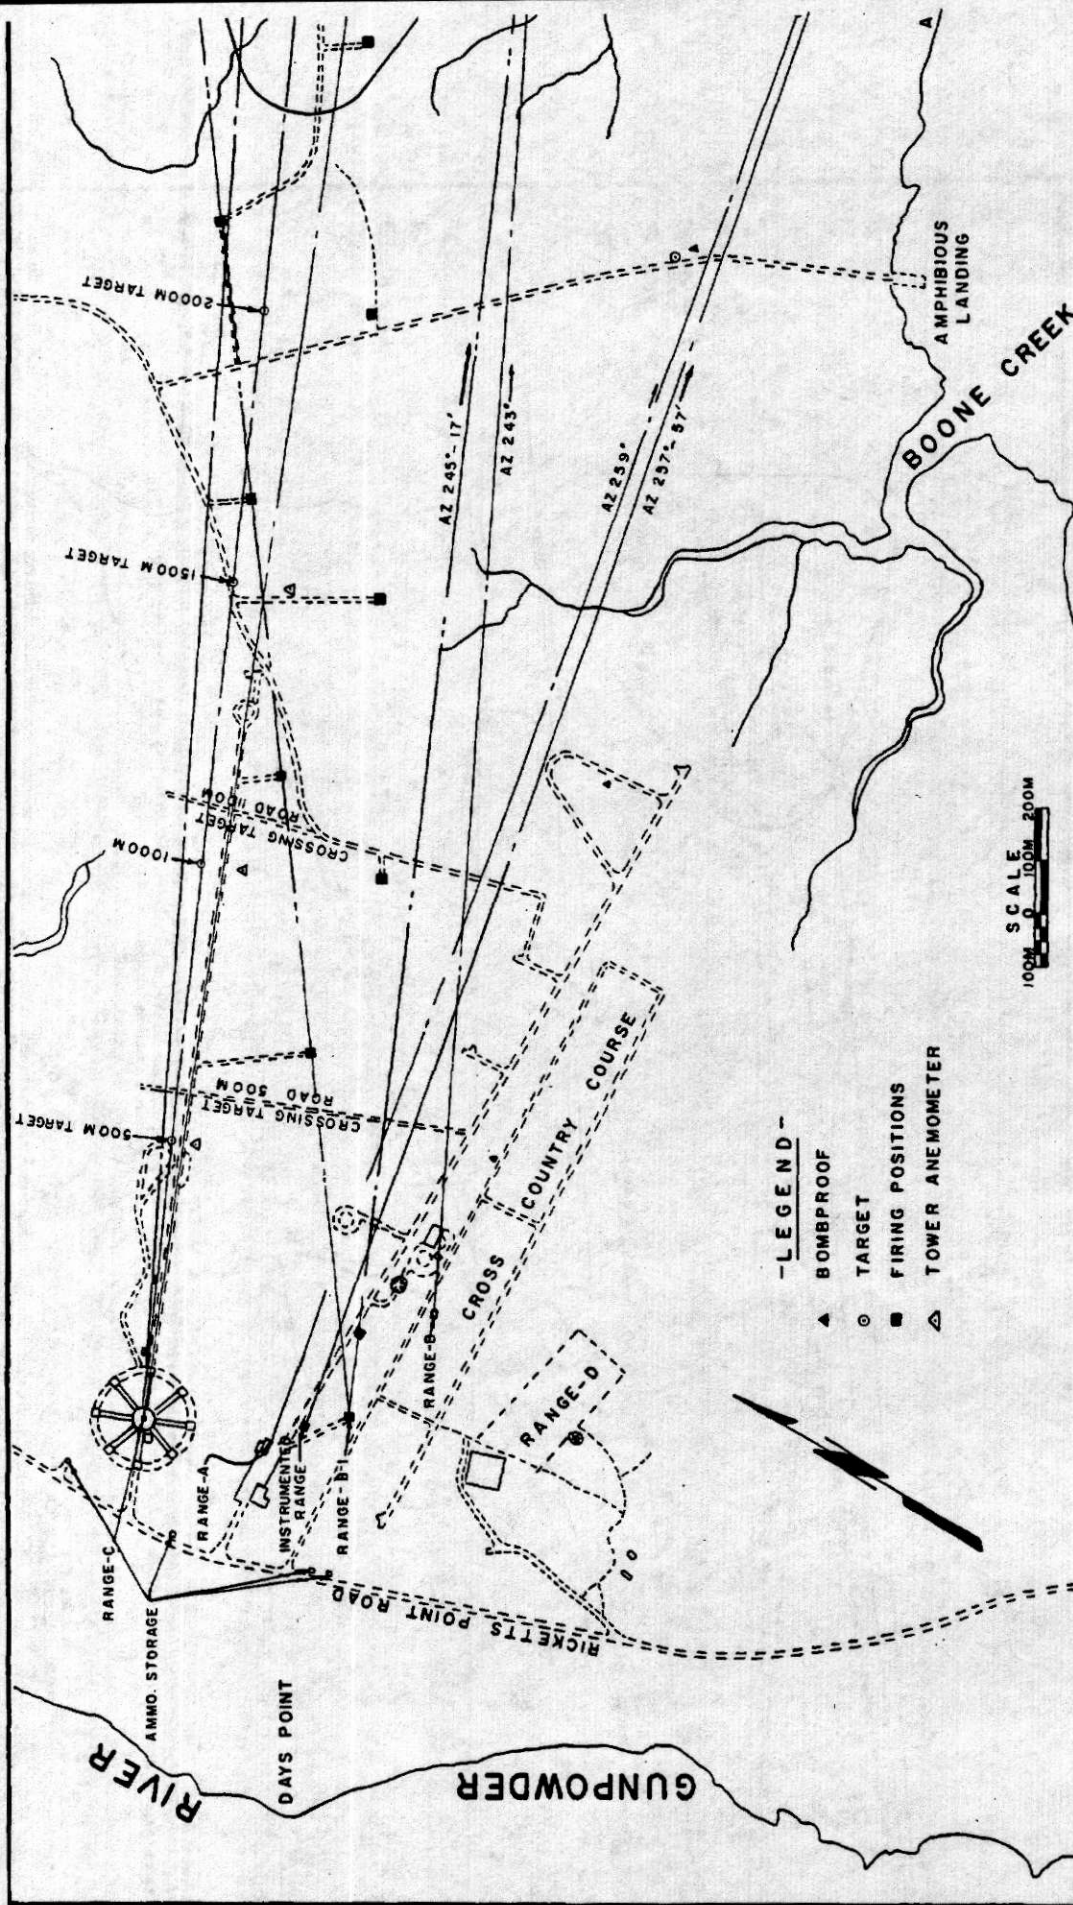 RIVER
GUNPOWDER
DAYS POINT
AMMO. STORAGE
RANGE-C
RANGE-A
INSTRUMENTED
RANGE
RANGE-B1
RANGE-B
RANGE-D
RICKETTS POINT ROAD
CROSS COUNTRY COURSE
500M TARGET
CROSSING TARGET
ROAD 500M
1000M
CROSSING TARGET
ROAD
1500M TARGET
2000M TARGET
AZ 245°-17'
AZ 243°
AZ 259°
AZ 257°-57'
AMPHIBIOUS
LANDING
BOONE CREEK
A
-LEGEND-
BOMBPROOF
TARGET
FIRING POSITIONS
TOWER ANEMOMETER
SCALE
100M 0 100M 200M